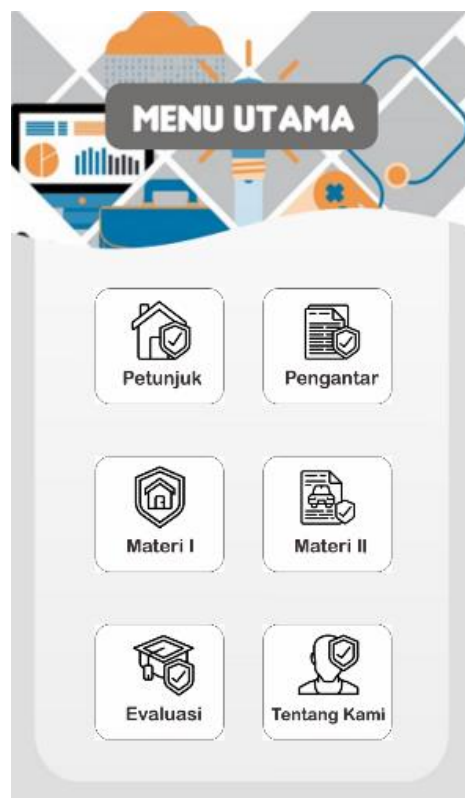 MENU UTAMA
Petunjuk
Pengantar
Materi I
Materi II
Evaluasi
Tentang Kami